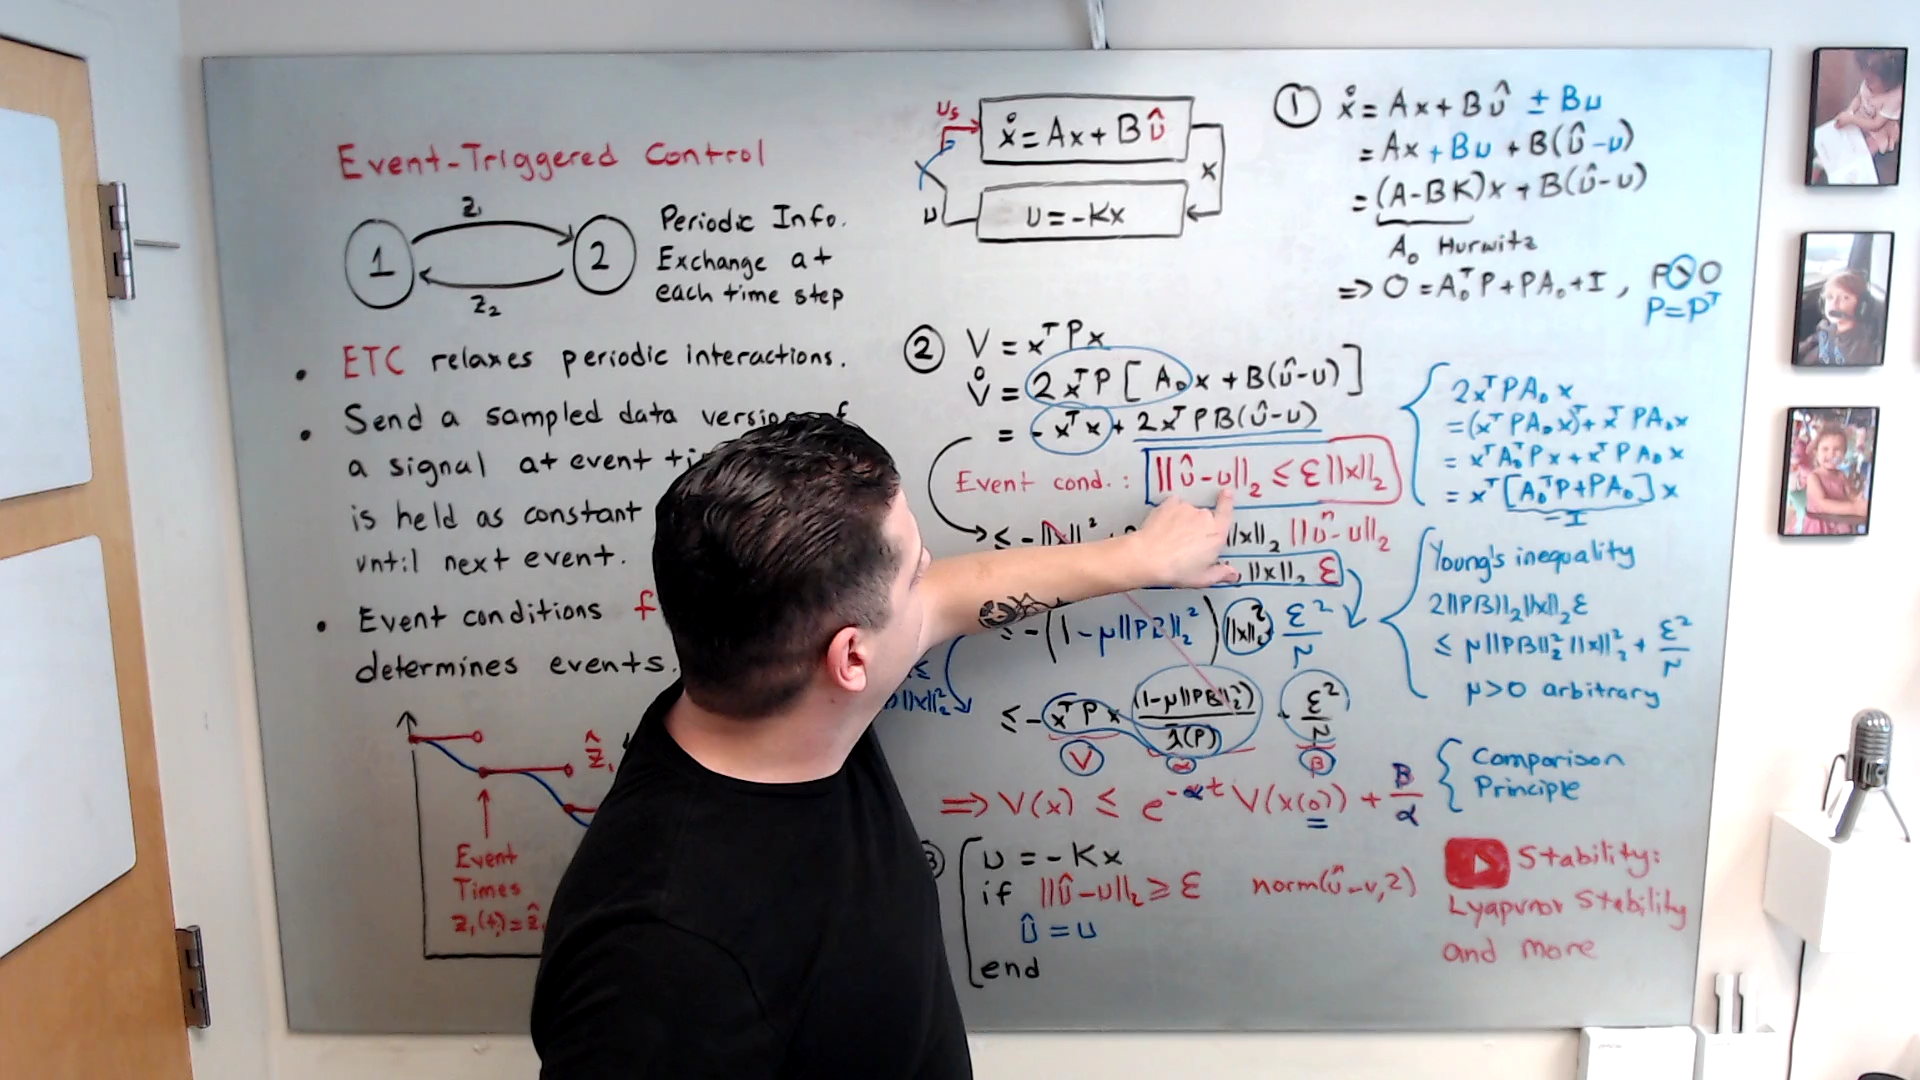 Event-Triggered Control
1
2
z₁
z₂
Periodic Info.
Exchange at
each time step
• ETC relaxes periodic interactions.
• Send a sampled data version of
a signal at event
is held as constant
until next event.
• Event conditions
determines events.
ẑ₁
Event
Times
u_s
ẋ = Ax + Bû
x
u
u = -Kx
① ẋ = Ax + Bû ± Bu
= Ax + Bu + B(û-u)
= (A-BK)x + B(û-u)
A₀ Hurwitz
=> 0 = A₀ᵀP + PA₀ + I, P>0
P=Pᵀ
② V = xᵀPx
V̇ = 2xᵀP[A₀x + B(û-u)]
= -xᵀx + 2xᵀPB(û-u)
Event cond.: ||û-u||₂ ≤ ε||x||₂
||x||₂ ||û-u||₂
||x||₂ ε
≤ -(1-μ||PB||₂²)||x||₂² ε²/μ
≤ -xᵀPx (1-μ||PB||₂²)/λ̄(P) ε²/μ
V
α
β
=> V(x) ≤ e^{-αt} V(x(0)) + β/α
2xᵀPA₀x
= (xᵀPA₀x)ᵀ + xᵀPA₀x
= xᵀA₀ᵀPx + xᵀPA₀x
= xᵀ[A₀ᵀP+PA₀]x
-I
Young's inequality
2||PB||₂||x||₂ε
≤ μ||PB||₂²||x||₂² + ε²/μ
μ>0 arbitrary
Comparison
Principle
u = -Kx
if ||û-u||₂ ≥ ε norm(û-u,2)
û = u
end
Stability:
Lyapunov Stability
and more